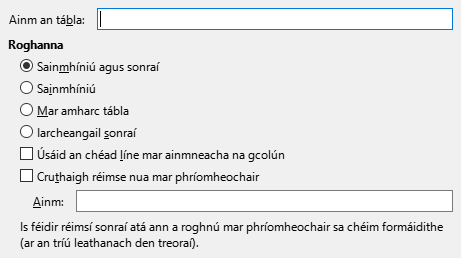 Ainm an tábla:
Roghanna
Sainmhíniú agus sonraí
Sainmhíniú
Mar amharc tábla
Iarcheangail sonraí
Úsáid an chéad líne mar ainmneacha na gcolún
Cruthaigh réimse nua mar phríomheochair
Ainm:
Is féidir réimsí sonraí atá ann a roghnú mar phríomheochair sa chéim formáidithe
(ar an tríú leathanach den treoraí).